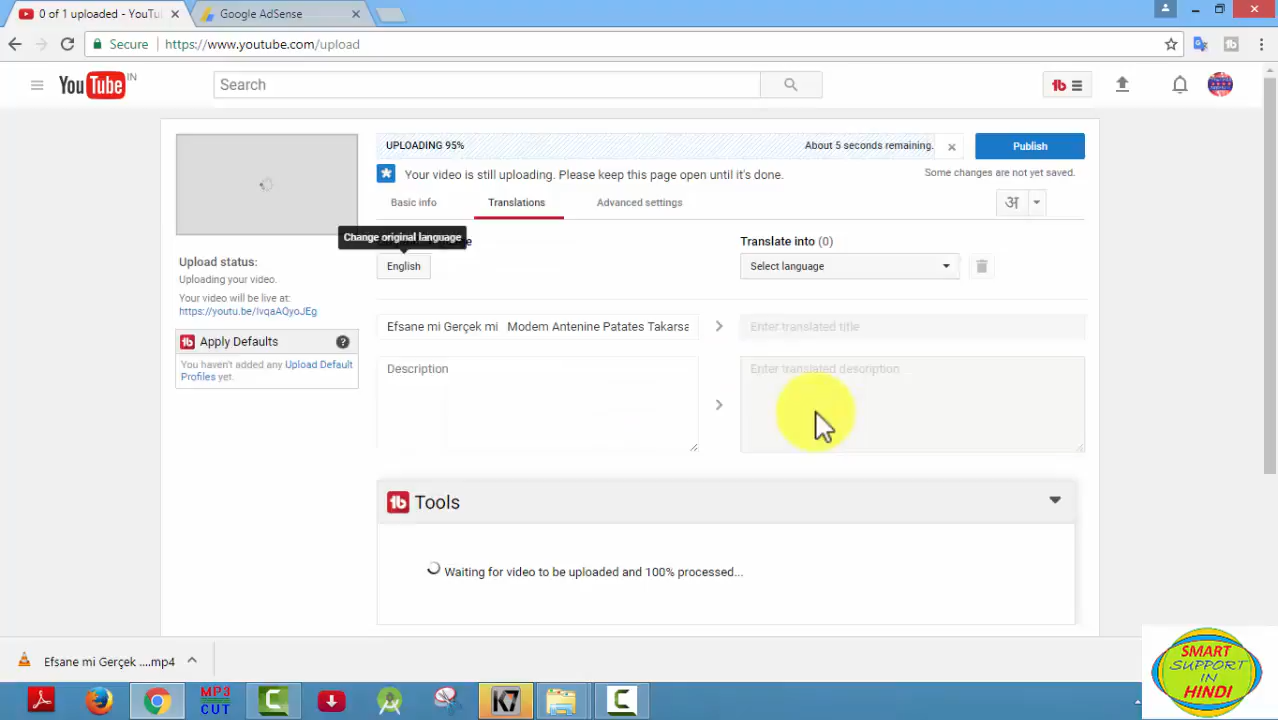 0 of 1 uploaded - YouTu
Google AdSense
Secure
https://www.youtube.com/upload
YouTube IN
Search
UPLOADING 95%
About 5 seconds remaining.
Publish
Your video is still uploading. Please keep this page open until it's done.
Some changes are not yet saved.
Basic info
Translations
Advanced settings
अ
Change original language
Translate into (0)
English
Select language
Upload status:
Uploading your video.
Your video will be live at:
https://youtu.be/IvqaAQyoJEg
Efsane mi Gerçek mi Modem Antenine Patates Takarsa
Enter translated title
Apply Defaults
You haven't added any Upload Default
Profiles yet.
Description
Enter translated description
Tools
Waiting for video to be uploaded and 100% processed...
Efsane mi Gerçek ....mp4
MP3
CUT
SMART
SUPPORT
IN
HINDI